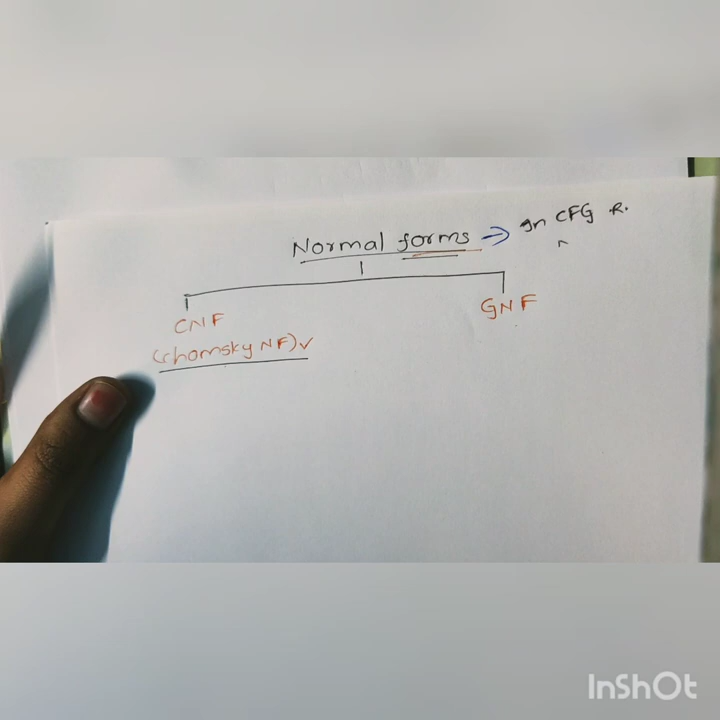 Normal forms → In CFG R.
CNF
GNF
(Chomsky NF) ✓
InShOt